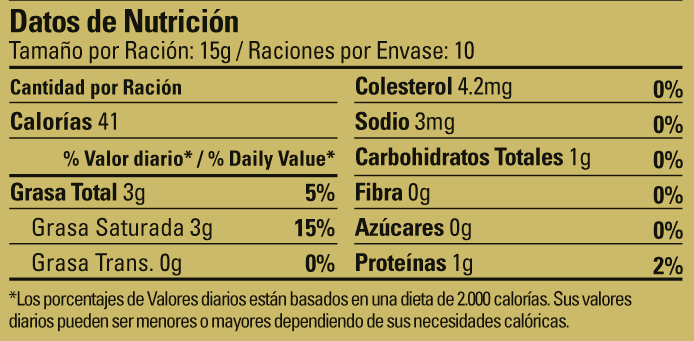 Datos de Nutrición
Tamaño por Ración: 15g / Raciones por Envase: 10
Cantidad por Ración
Calorías 41
% Valor diario* / % Daily Value*
Grasa Total 3g 5%
Grasa Saturada 3g 15%
Grasa Trans. 0g 0%
Colesterol 4.2mg 0%
Sodio 3mg 0%
Carbohidratos Totales 1g 0%
Fibra 0g 0%
Azúcares 0g 0%
Proteínas 1g 2%
*Los porcentajes de Valores diarios están basados en una dieta de 2.000 calorías. Sus valores
diarios pueden ser menores o mayores dependiendo de sus necesidades calóricas.